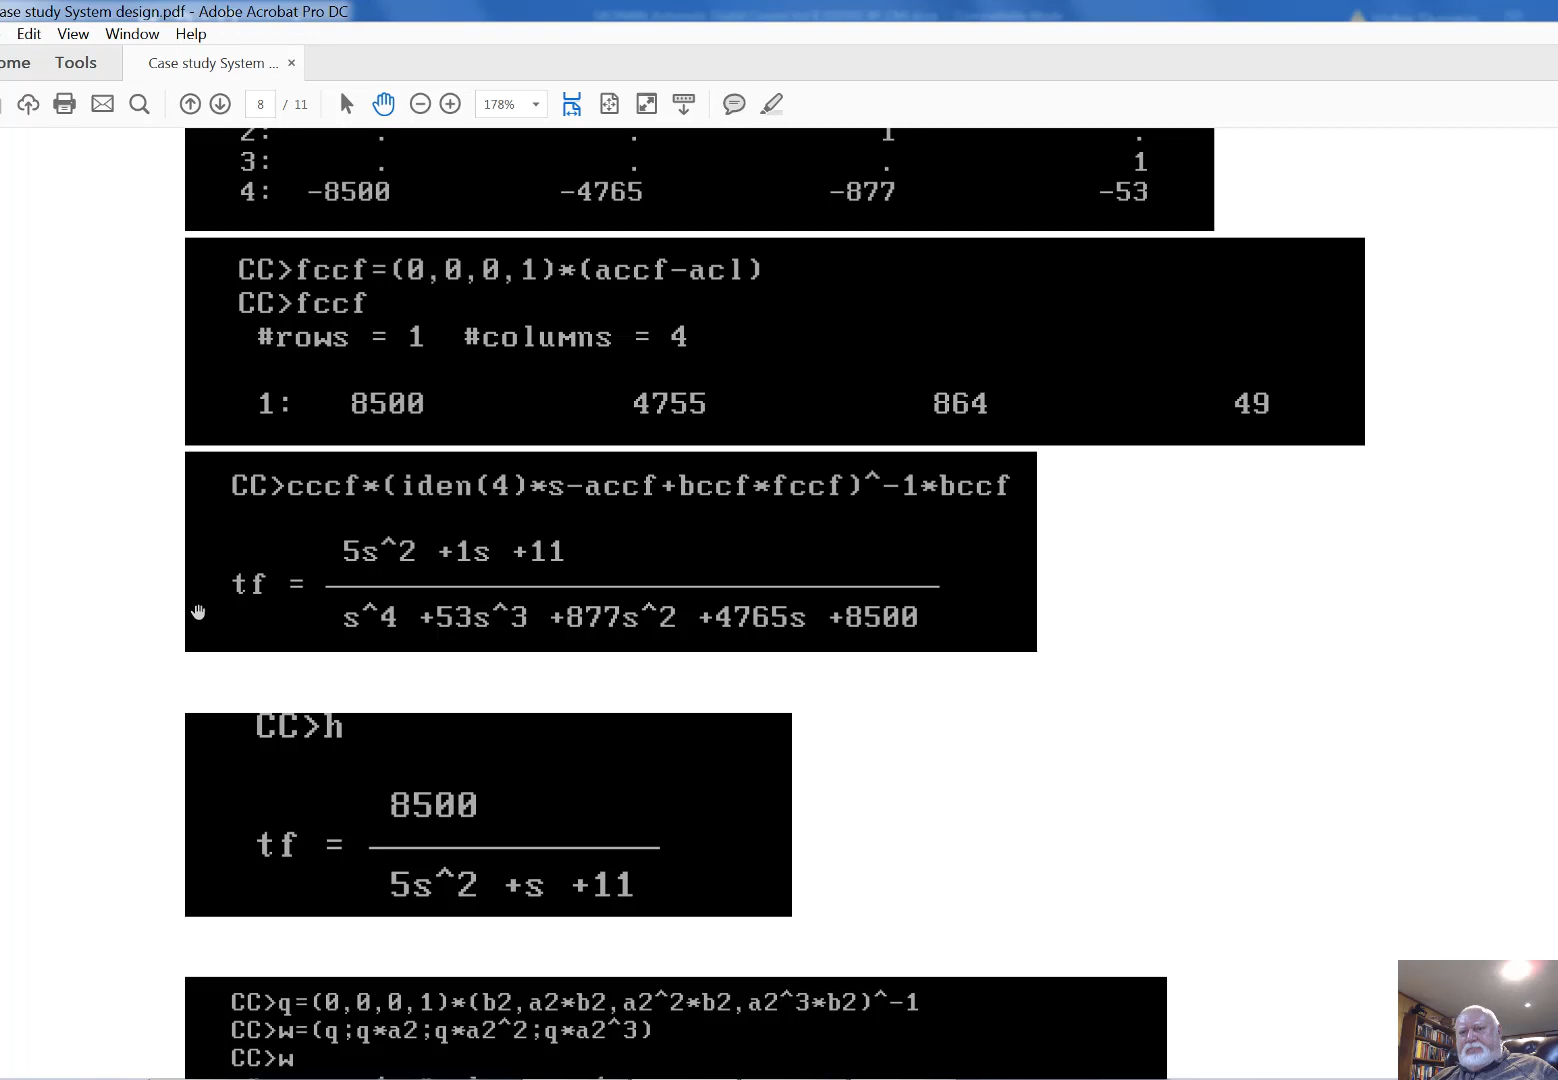 ase study System design.pdf - Adobe Acrobat Pro DC
Edit View Window Help
ome Tools Case study System ... ×
8 / 11 178%
2: . . 1 .
3: . . . 1
4: -8500 -4765 -877 -53
CC>fccf=(0,0,0,1)*(accf-acl)
CC>fccf
#rows = 1 #columns = 4
1: 8500 4755 864 49
CC>cccf*(iden(4)*s-accf+bccf*fccf)^-1*bccf
5s^2 +1s +11
tf =
s^4 +53s^3 +877s^2 +4765s +8500
CC>h
8500
tf =
5s^2 +s +11
CC>q=(0,0,0,1)*(b2,a2*b2,a2^2*b2,a2^3*b2)^-1
CC>w=(q;q*a2;q*a2^2;q*a2^3)
CC>w